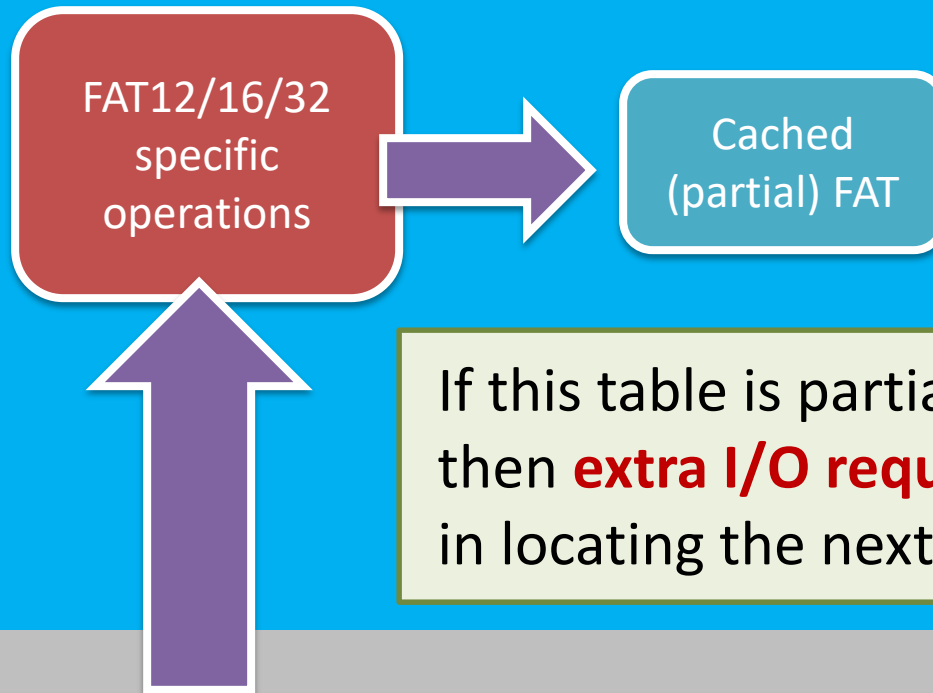 FAT12/16/32
specific
operations
Cached
(partial) FAT
If this table is partia
then extra I/O requ
in locating the next